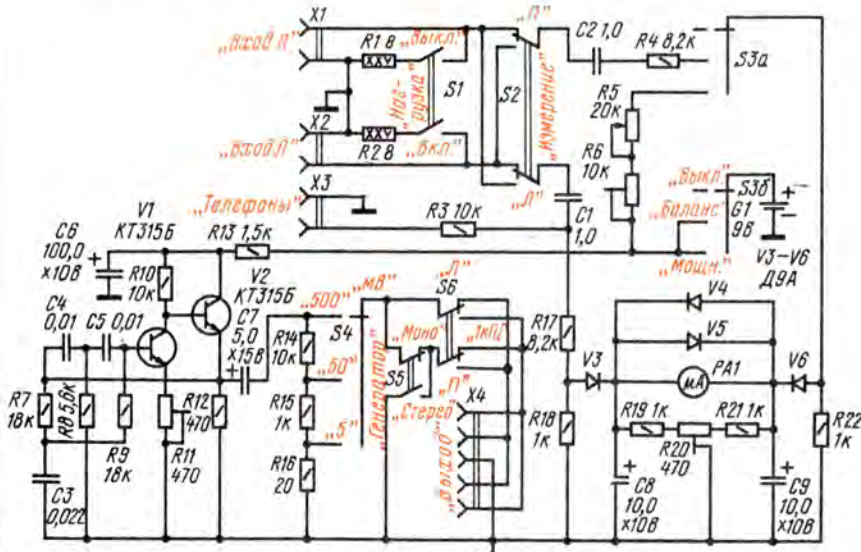 X1
„Вход П"
R1 8
„Выкл."
„П"
C2 1,0
R4 8,2к
S3а
„Нагрузка"
S1
S2
„Измерение"
R5
20к
X2
„Вход Л"
R2 8
„Вкл."
R6
10к
X3
„Телефоны"
„Л"
„Выкл"
S3б
„Баланс"
G1
9В
C6
100,0
×10В
V1
КТ315Б
R13 1,5к
R3 10к
C1
1,0
„Мощн."
V3–V6
Д9А
R10
10к
V2
КТ315Б
C7
5,0
×15В
„500"
„мВ"
„Л"
S6
S4
C4
0,01
C5 0,01
R14
10к
„Моно"
„1кГц"
R17
8,2к
V4
V5
V3
μА
PA1
V6
„50"
S5
„П"
R7
18к
R8 5,6к
R9
18к
R12
470
R11
470
R15
1к
„Генератор"
„Стерео"
X4
R18
1к
R19 1к
R20
470
R21 1к
R22
1к
„5"
R16
20
„Выход"
C3
0,022
C8
10,0
×10В
C9
10,0
×10В